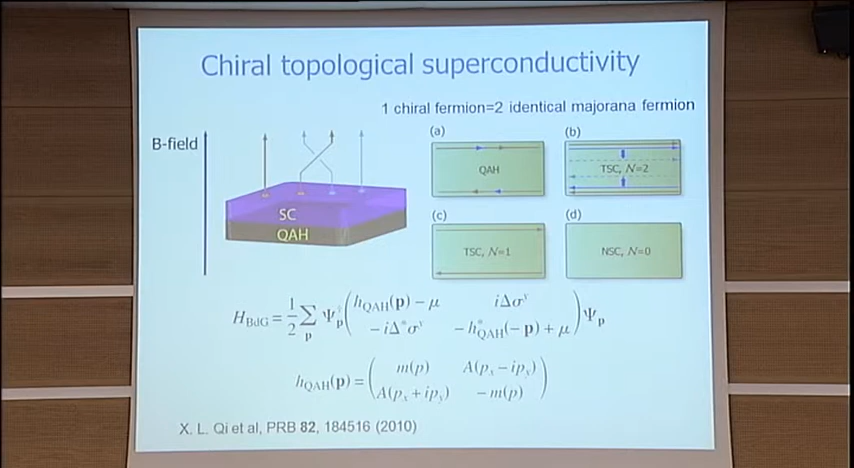 Chiral topological superconductivity
1 chiral fermion=2 identical majorana fermion
B-field
SC
QAH
(a)
QAH
(b)
TSC, N=2
(c)
TSC, N=1
(d)
NSC, N=0
H_BdG = 1/2 ∑_p Ψ_p^† ( h_QAH(p) − μ   iΔσ^y
−iΔ*σ^y   −h*_QAH(−p) + μ ) Ψ_p
h_QAH(p) = ( m(p)   A(p_x − ip_y)
A(p_x + ip_y)   −m(p) )
X. L. Qi et al, PRB 82, 184516 (2010)